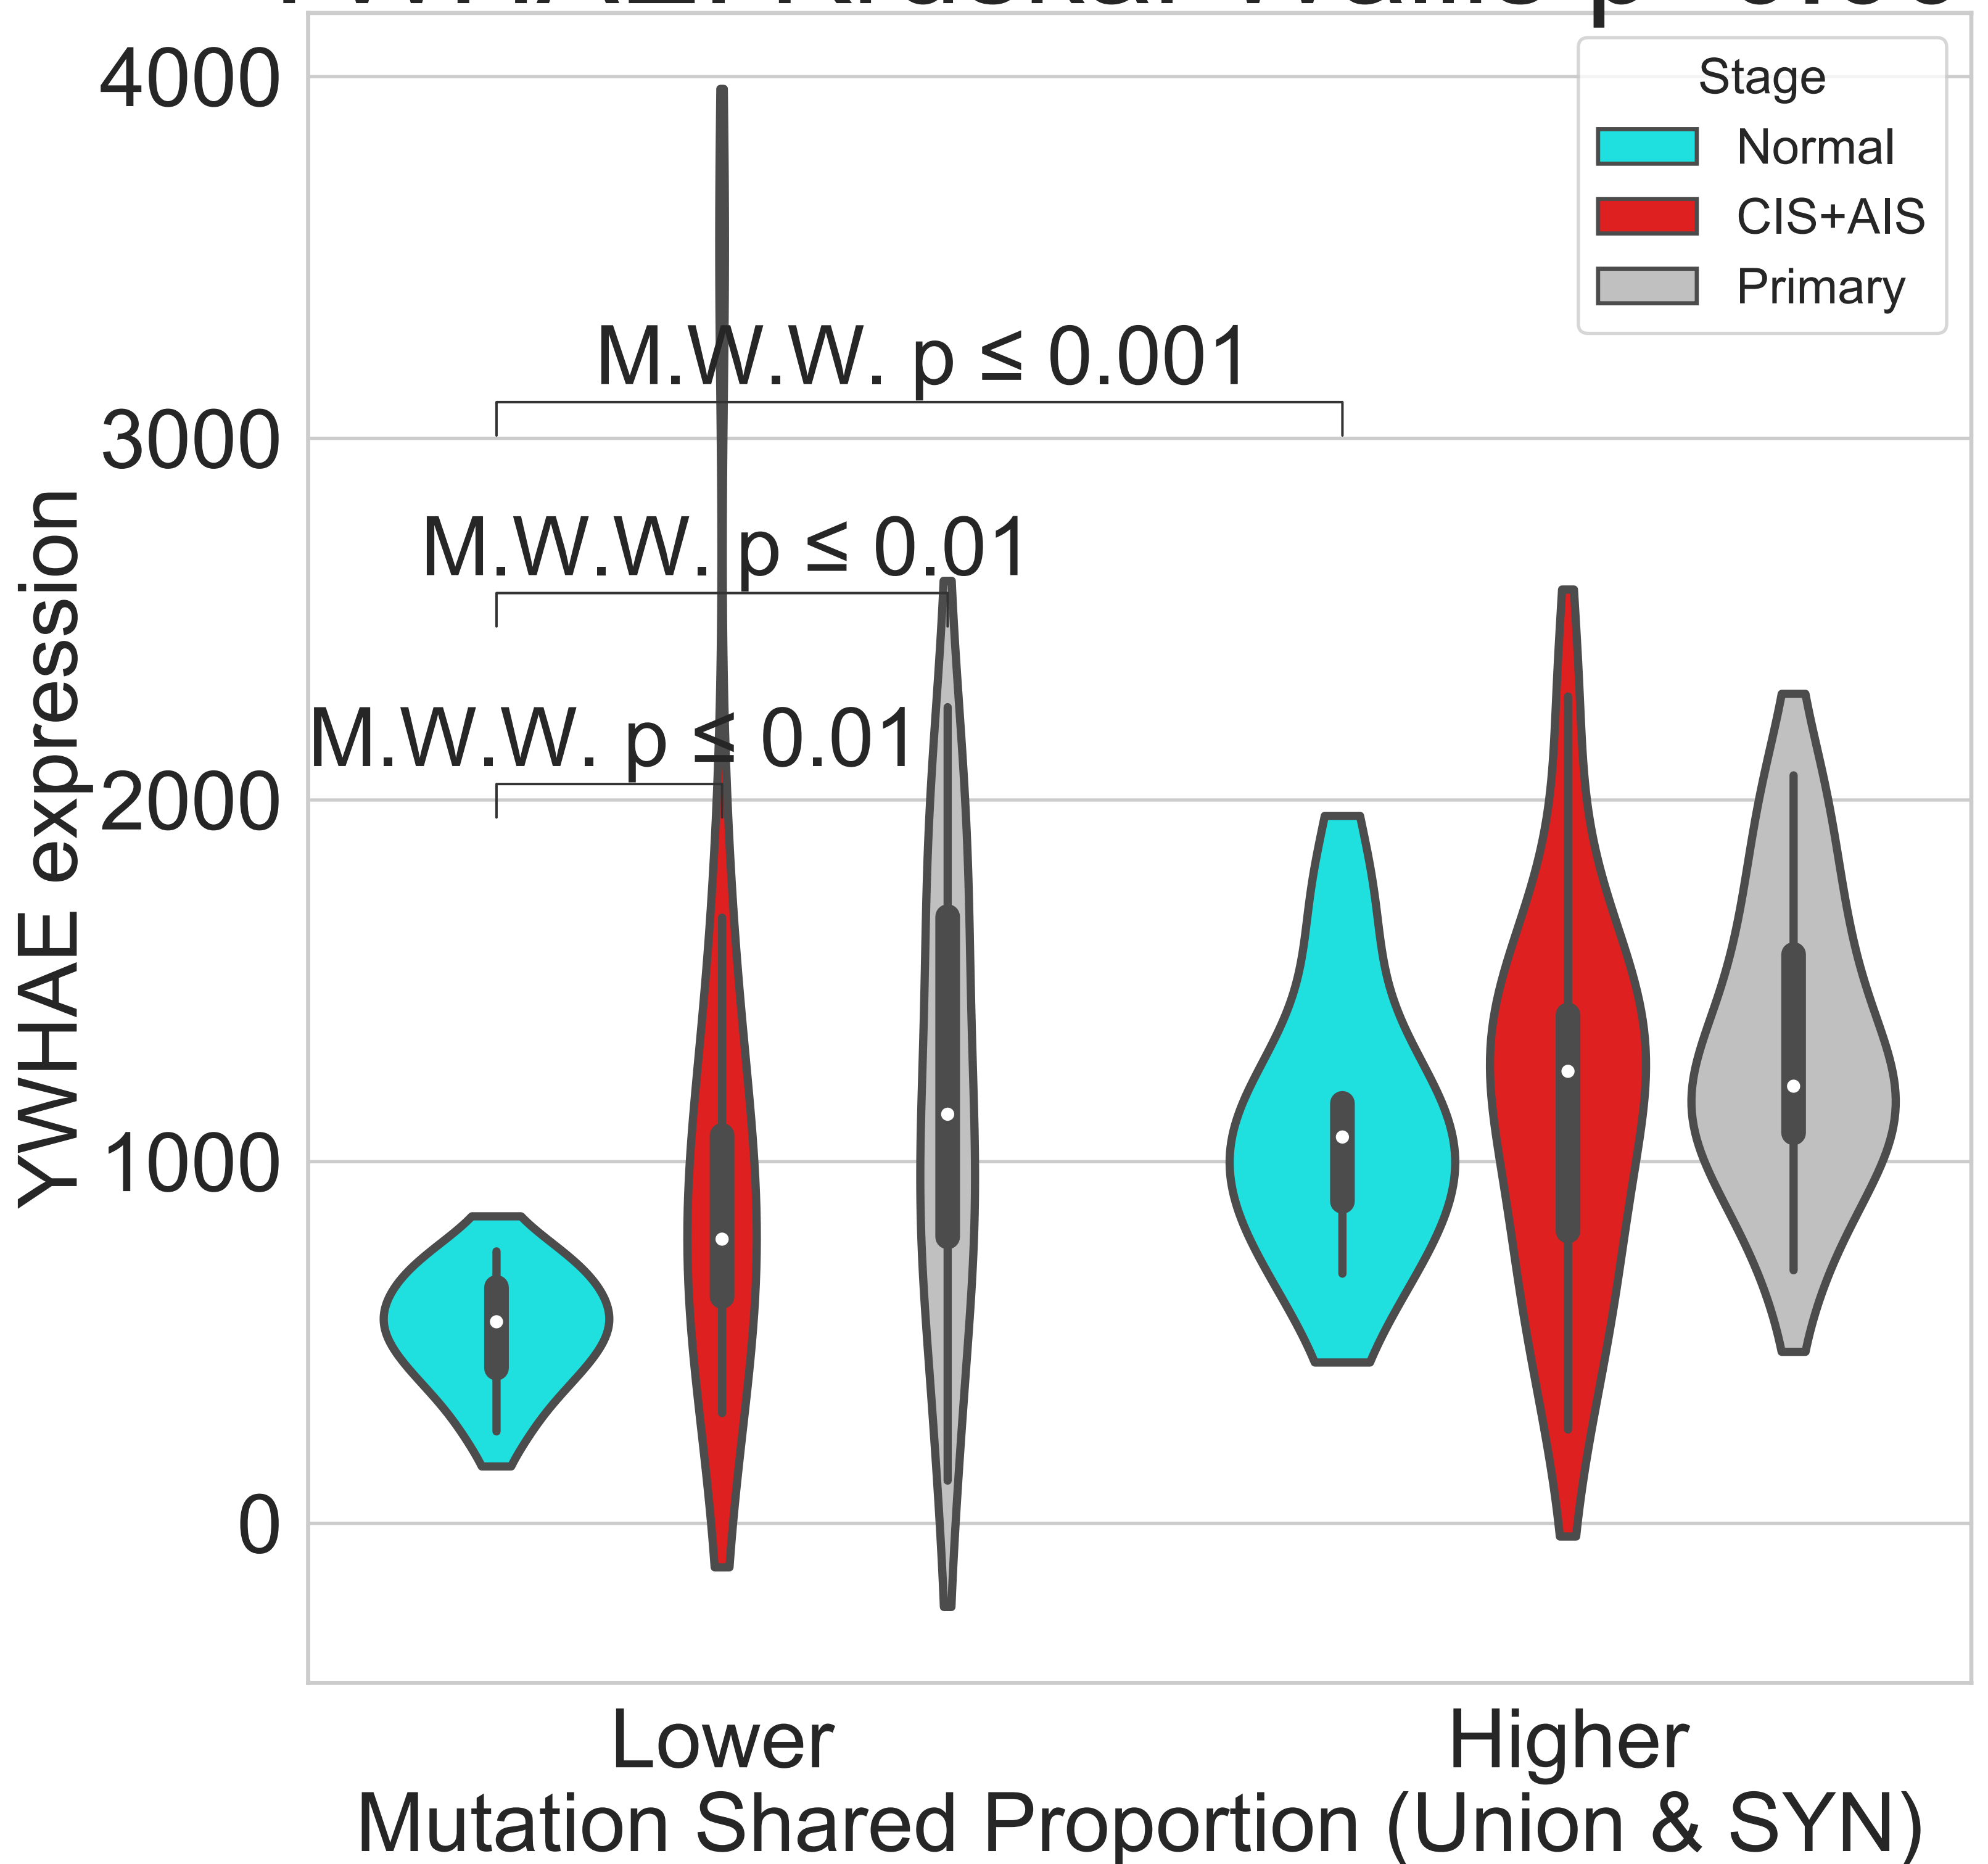 4000
3000
2000
1000
0
YWHAE expression
Stage
Normal
CIS+AIS
Primary
M.W.W. p ≤ 0.001
M.W.W. p ≤ 0.01
M.W.W. p ≤ 0.01
Lower
Higher
Mutation Shared Proportion (Union & SYN)